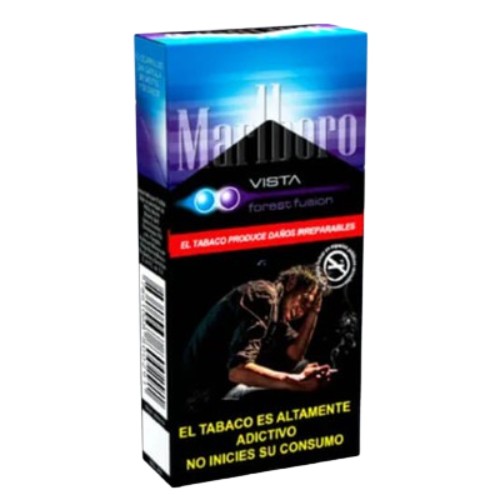 Marlboro
VISTA
forest fusion
EL TABACO PRODUCE DAÑOS IRREPARABLES
EL TABACO ES ALTAMENTE
ADICTIVO
NO INICIES SU CONSUMO